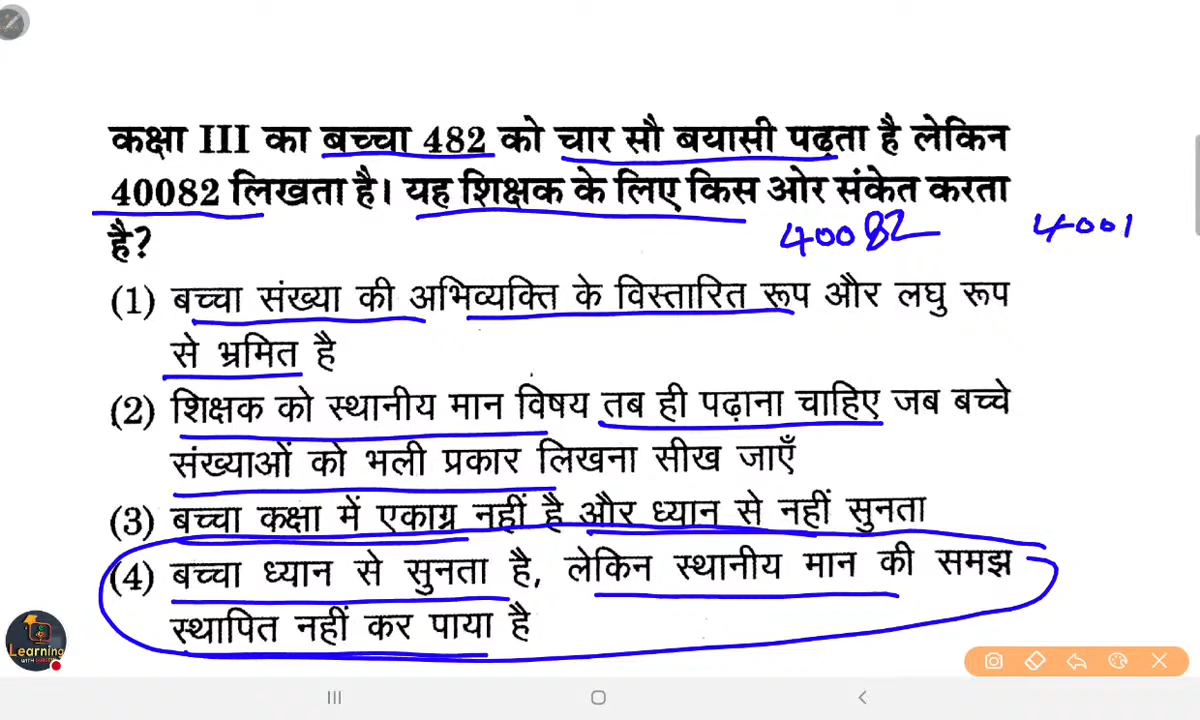 कक्षा III का बच्चा 482 को चार सौ बयासी पढ़ता है लेकिन
40082 लिखता है। यह शिक्षक के लिए किस ओर संकेत करता
है?
40082 4001
(1) बच्चा संख्या की अभिव्यक्ति के विस्तारित रूप और लघु रूप
से भ्रमित है
(2) शिक्षक को स्थानीय मान विषय तब ही पढ़ाना चाहिए जब बच्चे
संख्याओं को भली प्रकार लिखना सीख जाएँ
(3) बच्चा कक्षा में एकाग्र नहीं है और ध्यान से नहीं सुनता
(4) बच्चा ध्यान से सुनता है, लेकिन स्थानीय मान की समझ
स्थापित नहीं कर पाया है
Learning